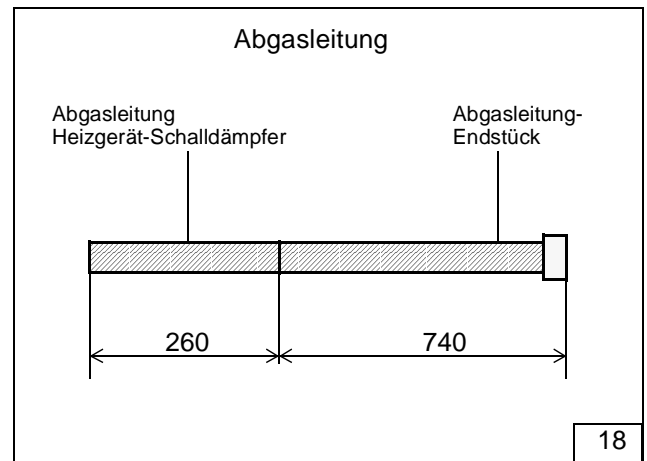 Abgasleitung
Abgasleitung
Heizgerät-Schalldämpfer
Abgasleitung-
Endstück
260
740
18